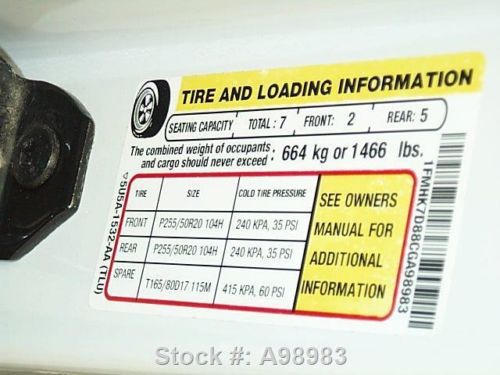 TIRE AND LOADING INFORMATION
SEATING CAPACITY TOTAL : 7 FRONT: 2 REAR: 5
The combined weight of occupants
and cargo should never exceed : 664 kg or 1466 lbs.
TIRE SIZE COLD TIRE PRESSURE
FRONT P255/50R20 104H 240 KPA, 35 PSI
REAR P255/50R20 104H 240 KPA, 35 PSI
SPARE T165/80D17 115M 415 KPA, 60 PSI
SEE OWNERS
MANUAL FOR
ADDITIONAL
INFORMATION
5U5A-1532-AA (TLU)
1FMHK7D88CGA98983
Stock #: A98983